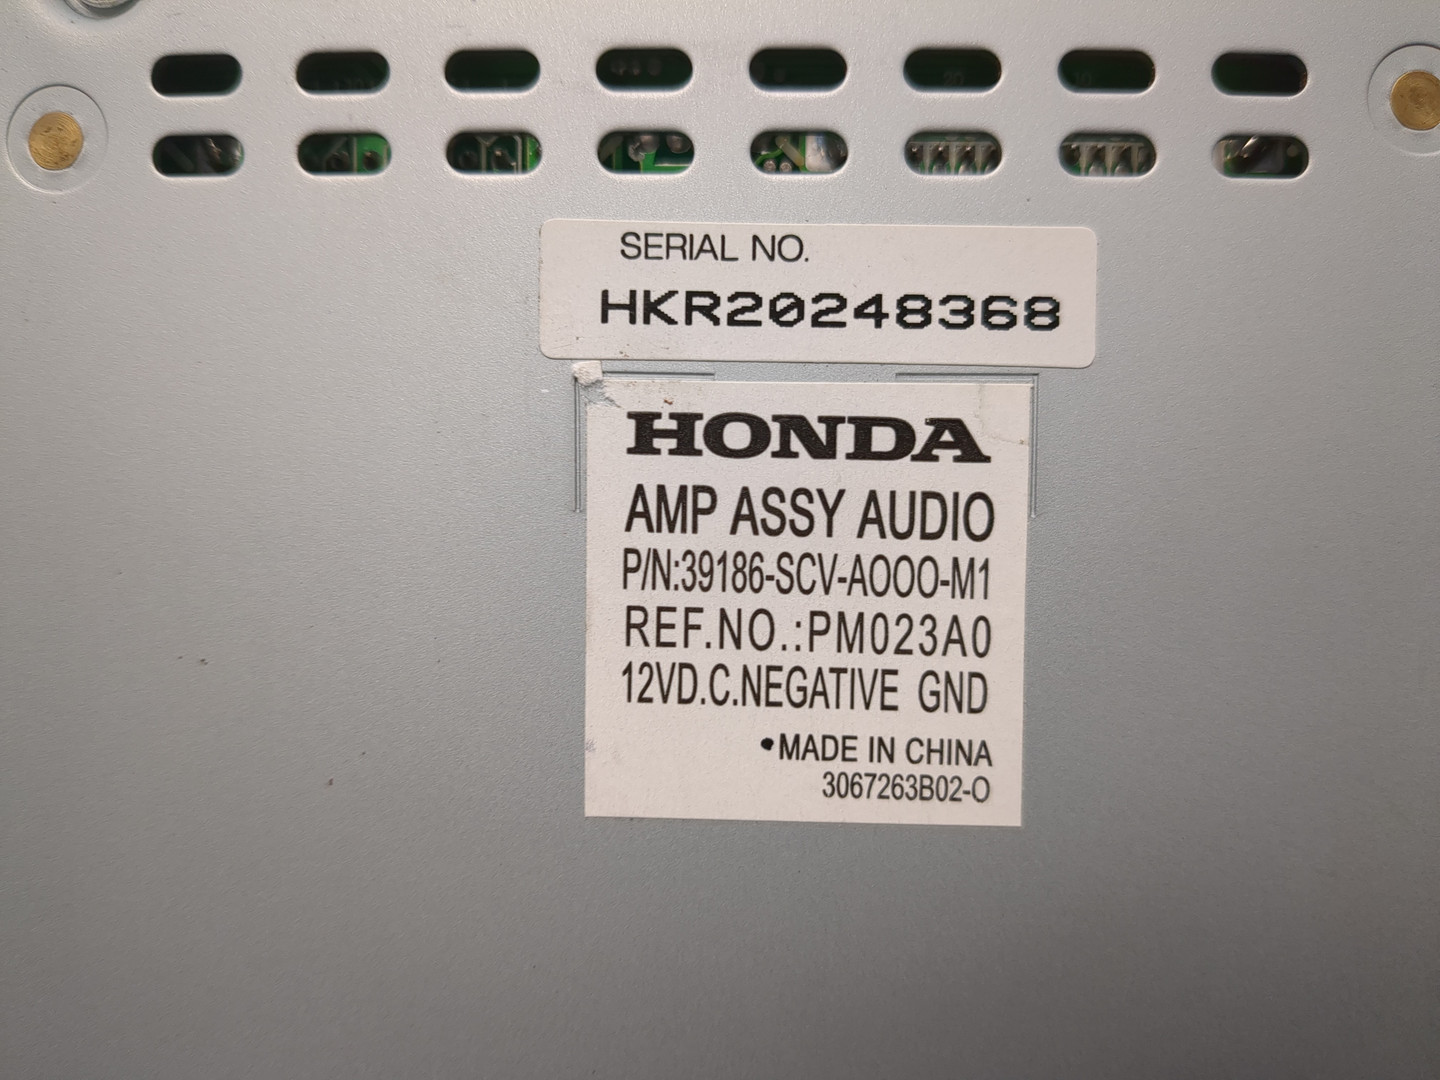 SERIAL NO.
HKR20248368
HONDA
AMP ASSY AUDIO
P/N:39186-SCV-A000-M1
REF.NO.:PM023A0
12VD.C.NEGATIVE GND
•MADE IN CHINA
3067263B02-O